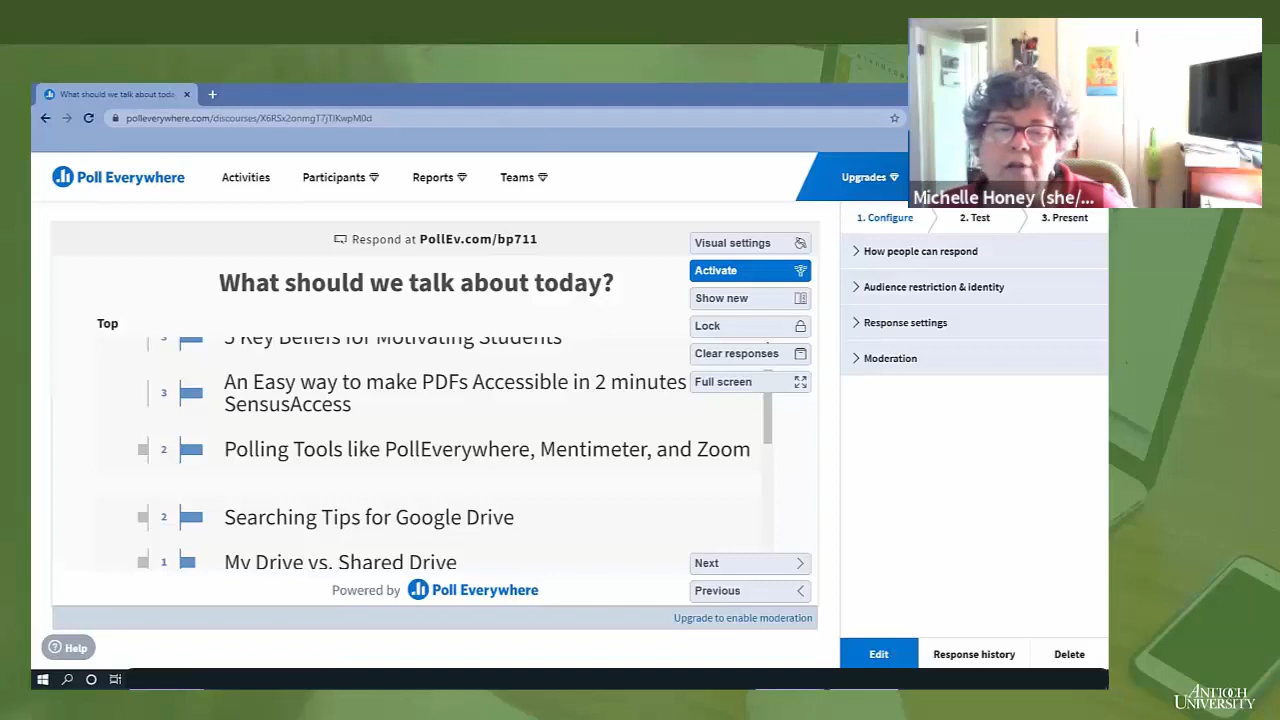 What should we talk about toda
polleverywhere.com/discourses/X6RSx2onmgT7jTlKwpM0d
Poll Everywhere
Activities
Participants
Reports
Teams
Upgrades
Michelle Honey (she/...
1. Configure
2. Test
3. Present
Respond at PollEv.com/bp711
What should we talk about today?
Top
3 5 Key Beliefs for Motivating Students
3 An Easy way to make PDFs Accessible in 2 minutes
SensusAccess
2 Polling Tools like PollEverywhere, Mentimeter, and Zoom
2 Searching Tips for Google Drive
1 My Drive vs. Shared Drive
Visual settings
Activate
Show new
Lock
Clear responses
Full screen
Next
Previous
Powered by Poll Everywhere
Upgrade to enable moderation
How people can respond
Audience restriction & identity
Response settings
Moderation
Help
Edit
Response history
Delete
ANTIOCH
UNIVERSITY